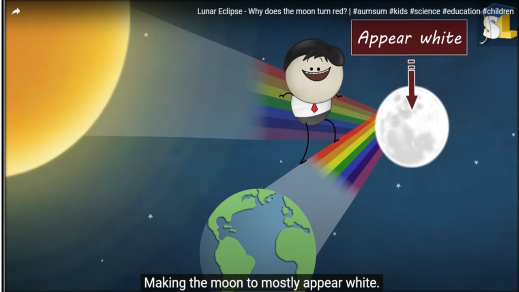 Lunar Eclipse - Why does the moon turn red? | #aumsum #kids #science #education #children
Appear white
Making the moon to mostly appear white.